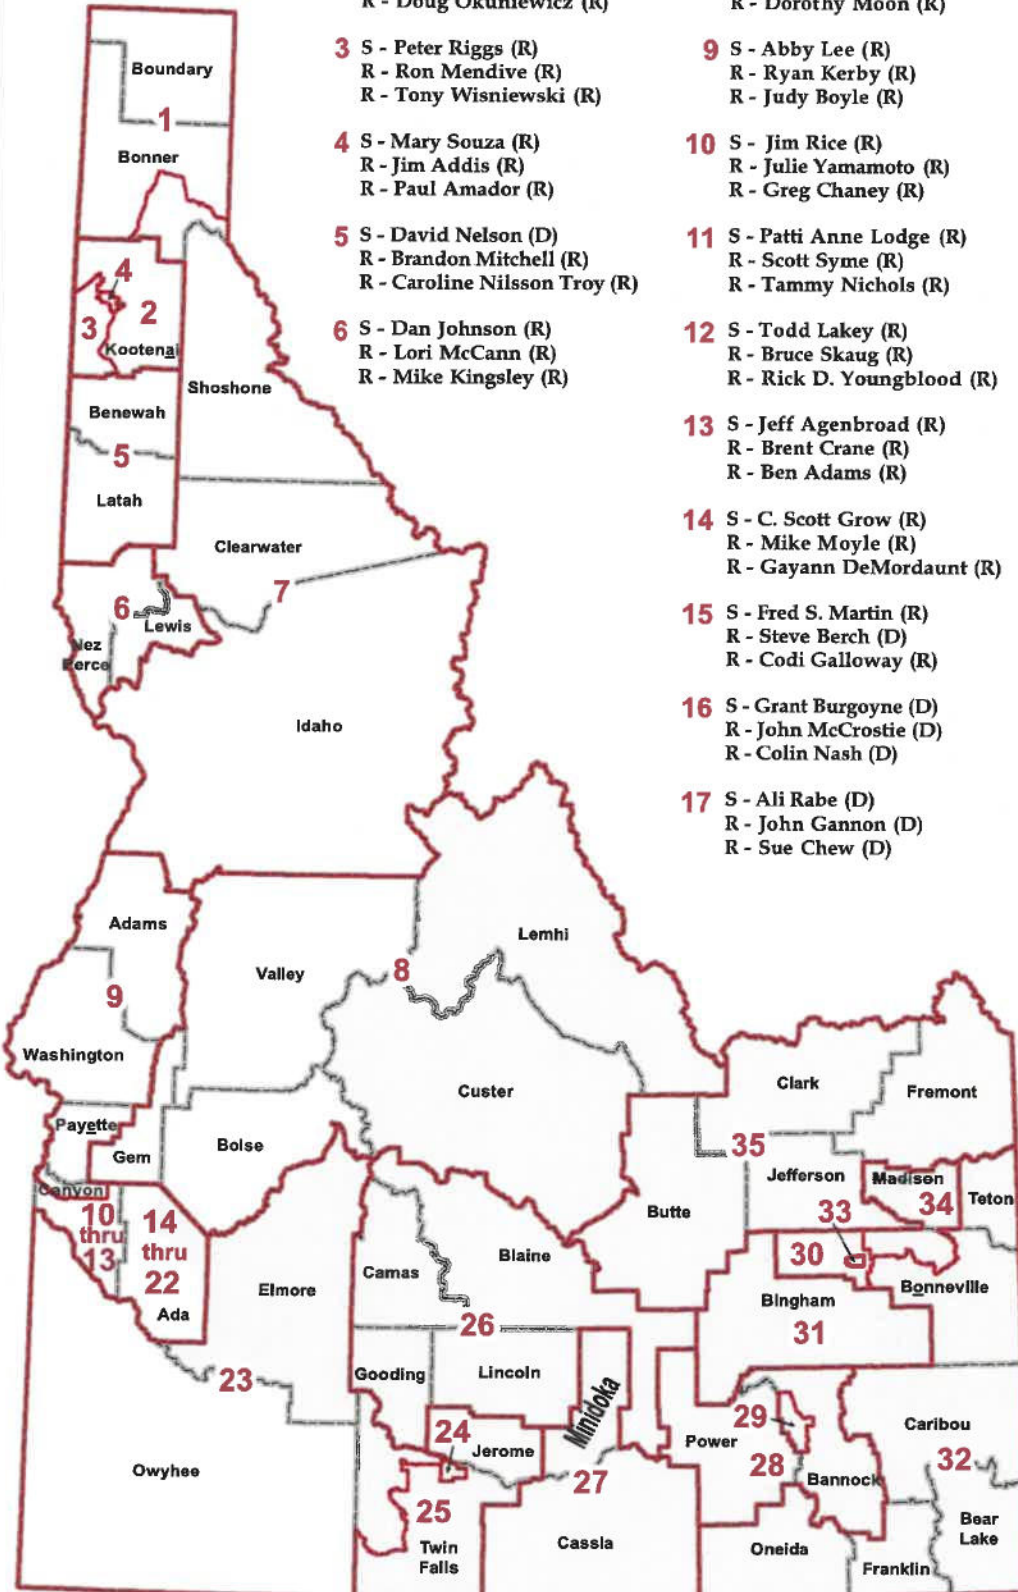 R - Doug Okuniewicz (R)
3 S - Peter Riggs (R)
R - Ron Mendive (R)
R - Tony Wisniewski (R)
4 S - Mary Souza (R)
R - Jim Addis (R)
R - Paul Amador (R)
5 S - David Nelson (D)
R - Brandon Mitchell (R)
R - Caroline Nilsson Troy (R)
6 S - Dan Johnson (R)
R - Lori McCann (R)
R - Mike Kingsley (R)
R - Dorothy Moon (R)
9 S - Abby Lee (R)
R - Ryan Kerby (R)
R - Judy Boyle (R)
10 S - Jim Rice (R)
R - Julie Yamamoto (R)
R - Greg Chaney (R)
11 S - Patti Anne Lodge (R)
R - Scott Syme (R)
R - Tammy Nichols (R)
12 S - Todd Lakey (R)
R - Bruce Skaug (R)
R - Rick D. Youngblood (R)
13 S - Jeff Agenbroad (R)
R - Brent Crane (R)
R - Ben Adams (R)
14 S - C. Scott Grow (R)
R - Mike Moyle (R)
R - Gayann DeMordaunt (R)
15 S - Fred S. Martin (R)
R - Steve Berch (D)
R - Codi Galloway (R)
16 S - Grant Burgoyne (D)
R - John McCrostie (D)
R - Colin Nash (D)
17 S - Ali Rabe (D)
R - John Gannon (D)
R - Sue Chew (D)
Boundary
1
Bonner
4
3
2
Kootenai
Shoshone
Benewah
5
Latah
Clearwater
7
6
Lewis
Nez
Perce
Idaho
Adams
Lemhi
Valley
8
9
Washington
Custer
Clark
Fremont
Payette
Gem
Boise
35
Jefferson
Madison
34
Teton
Canyon
10
thru
13
14
thru
22
Ada
Butte
33
30
Bonneville
Blaine
Camas
Elmore
Bingham
31
26
23
Gooding
Lincoln
Minidoka
24
Jerome
29
Power
28
Bannock
Caribou
32
Owyhee
27
25
Twin
Falls
Cassia
Oneida
Franklin
Bear
Lake